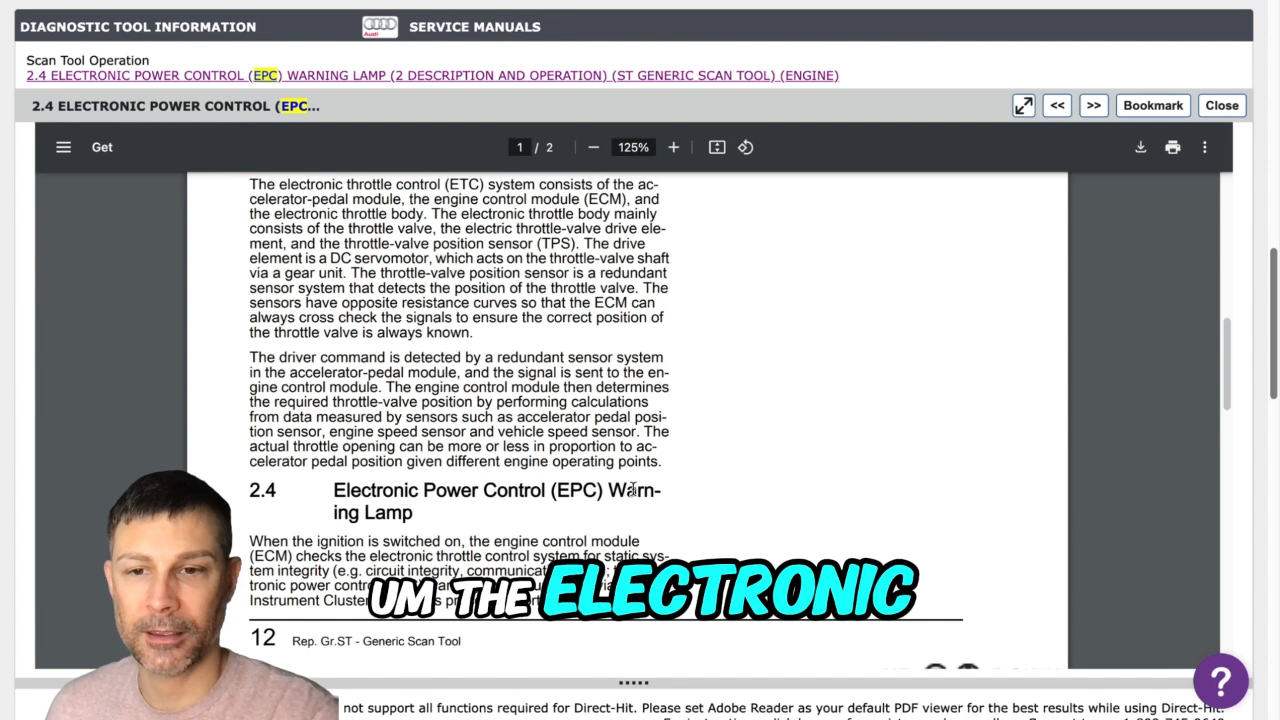 DIAGNOSTIC TOOL INFORMATION
Audi
SERVICE MANUALS
Scan Tool Operation
2.4 ELECTRONIC POWER CONTROL (EPC) WARNING LAMP (2 DESCRIPTION AND OPERATION) (ST GENERIC SCAN TOOL) (ENGINE)
2.4 ELECTRONIC POWER CONTROL (EPC...
<< >> Bookmark Close
Get 1 / 2 125%
The electronic throttle control (ETC) system consists of the ac-
celerator-pedal module, the engine control module (ECM), and
the electronic throttle body. The electronic throttle body mainly
consists of the throttle valve, the electric throttle-valve drive ele-
ment, and the throttle-valve position sensor (TPS). The drive
element is a DC servomotor, which acts on the throttle-valve shaft
via a gear unit. The throttle-valve position sensor is a redundant
sensor system that detects the position of the throttle valve. The
sensors have opposite resistance curves so that the ECM can
always cross check the signals to ensure the correct position of
the throttle valve is always known.
The driver command is detected by a redundant sensor system
in the accelerator-pedal module, and the signal is sent to the en-
gine control module. The engine control module then determines
the required throttle-valve position by performing calculations
from data measured by sensors such as accelerator pedal posi-
tion sensor, engine speed sensor and vehicle speed sensor. The
actual throttle opening can be more or less in proportion to ac-
celerator pedal position given different engine operating points.
2.4 Electronic Power Control (EPC) Warn-
ing Lamp
When the ignition is switched on, the engine control module
(ECM) checks the electronic throttle control system for static sys-
tem integrity (e.g. circuit integrity, communicat
tronic power contr
Instrument Cluster
UM THE ELECTRONIC
12 Rep. Gr.ST - Generic Scan Tool
?
not support all functions required for Direct-Hit. Please set Adobe Reader as your default PDF viewer for the best results while using Direct-Hit.